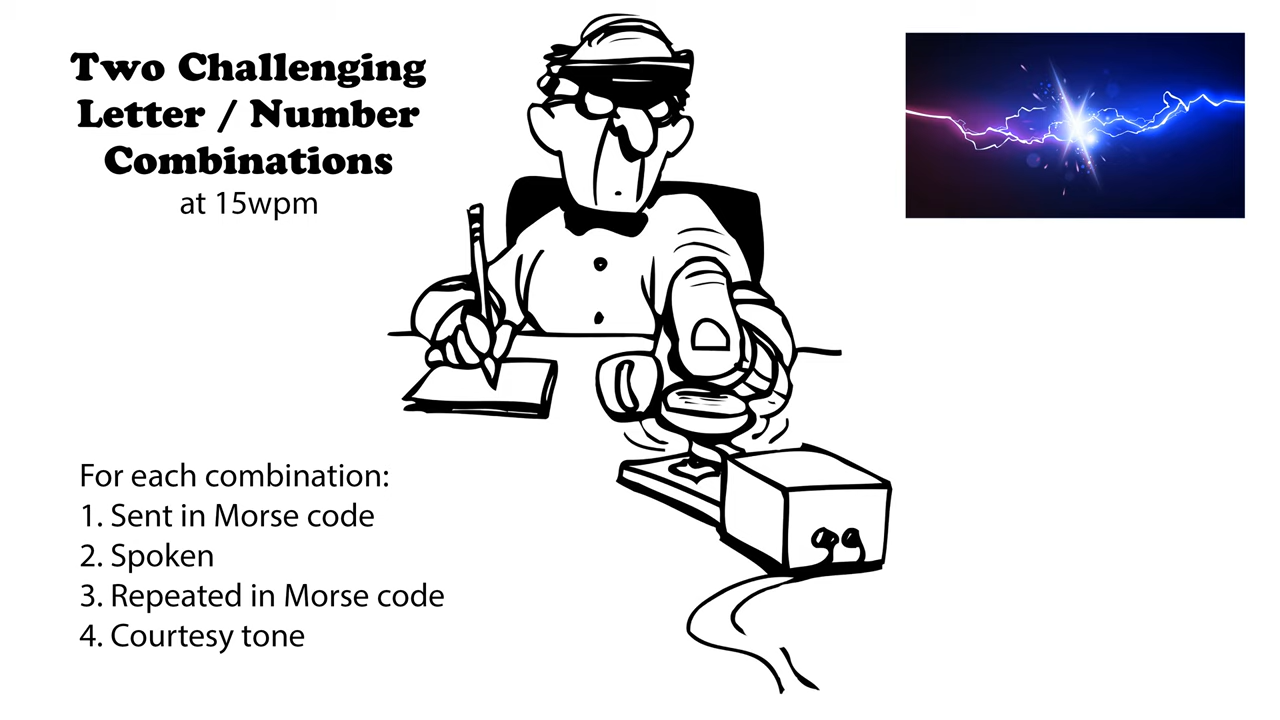 Two Challenging
Letter / Number
Combinations
at 15wpm
For each combination:
1. Sent in Morse code
2. Spoken
3. Repeated in Morse code
4. Courtesy tone